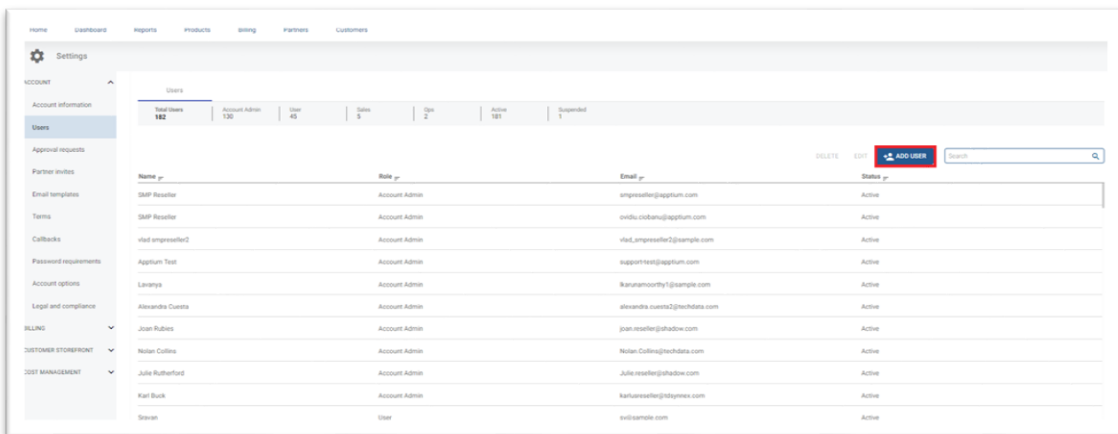 Home Dashboard Reports Products Billing Partners Customers
Settings
ACCOUNT
Account information
Users
Approval requests
Partner invites
Email templates
Terms
Callbacks
Password requirements
Account options
Legal and compliance
BILLING
CUSTOMER STOREFRONT
COST MANAGEMENT
Users
Total Users Account Admin User Sales Ops Active Suspended
182 130 45 5 2 181 1
DELETE EDIT ADD USER Search
Name Role Email Status
SMP Reseller Account Admin smpreseller@apptium.com Active
SMP Reseller Account Admin ovidiu.ciobanu@apptium.com Active
vlad smpreseller2 Account Admin vlad_smpreseller2@sample.com Active
Apptium Test Account Admin support-test@apptium.com Active
Lavanya Account Admin lkarunamoorthy1@sample.com Active
Alexandra Cuesta Account Admin alexandra.cuesta2@techdata.com Active
Joan Rubies Account Admin joan.reseller@shadow.com Active
Nolan Collins Account Admin Nolan.Collins@techdata.com Active
Julie Rutherford Account Admin Julie.reseller@shadow.com Active
Karl Buck Account Admin karlusreseller@tdsynnex.com Active
Sravan User sv@sample.com Active